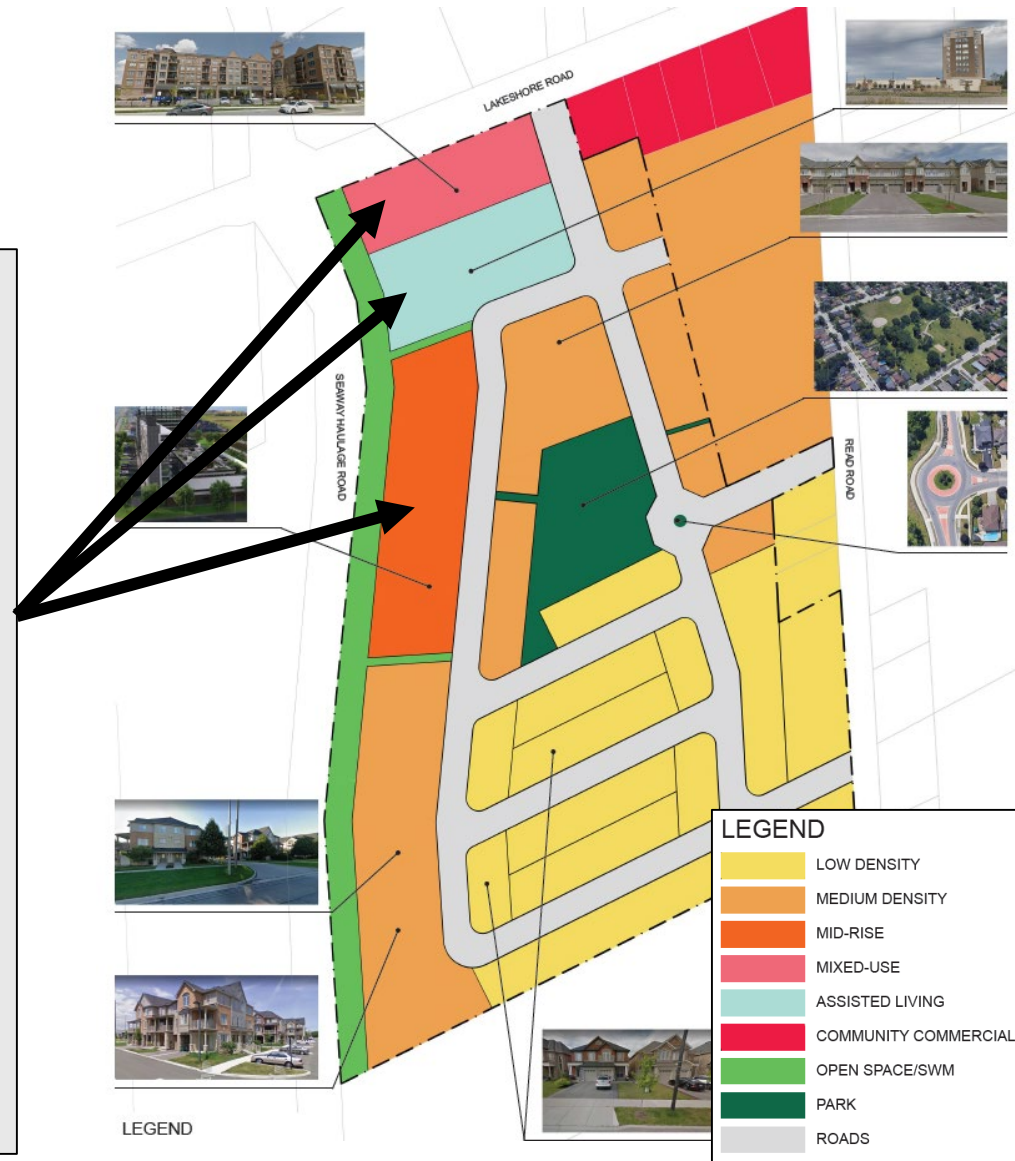 LAKESHORE ROAD
SEAWAY HAULAGE ROAD
READ ROAD
LEGEND
LOW DENSITY
MEDIUM DENSITY
MID-RISE
MIXED-USE
ASSISTED LIVING
COMMUNITY COMMERCIAL
OPEN SPACE/SWM
PARK
ROADS
LEGEND